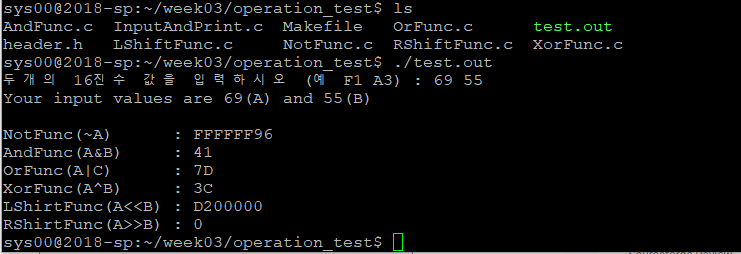 sys00@2018-sp:~/week03/operation_test$ ls
AndFunc.c InputAndPrint.c Makefile OrFunc.c test.out
header.h LShiftFunc.c NotFunc.c RShiftFunc.c XorFunc.c
sys00@2018-sp:~/week03/operation_test$ ./test.out
두 개의 16진수 값을 입력하시오 (예 F1 A3) : 69 55
Your input values are 69(A) and 55(B)
NotFunc(~A) : FFFFFF96
AndFunc(A&B) : 41
OrFunc(A|C) : 7D
XorFunc(A^B) : 3C
LShirtFunc(A<<B) : D200000
RShirtFunc(A>>B) : 0
sys00@2018-sp:~/week03/operation_test$